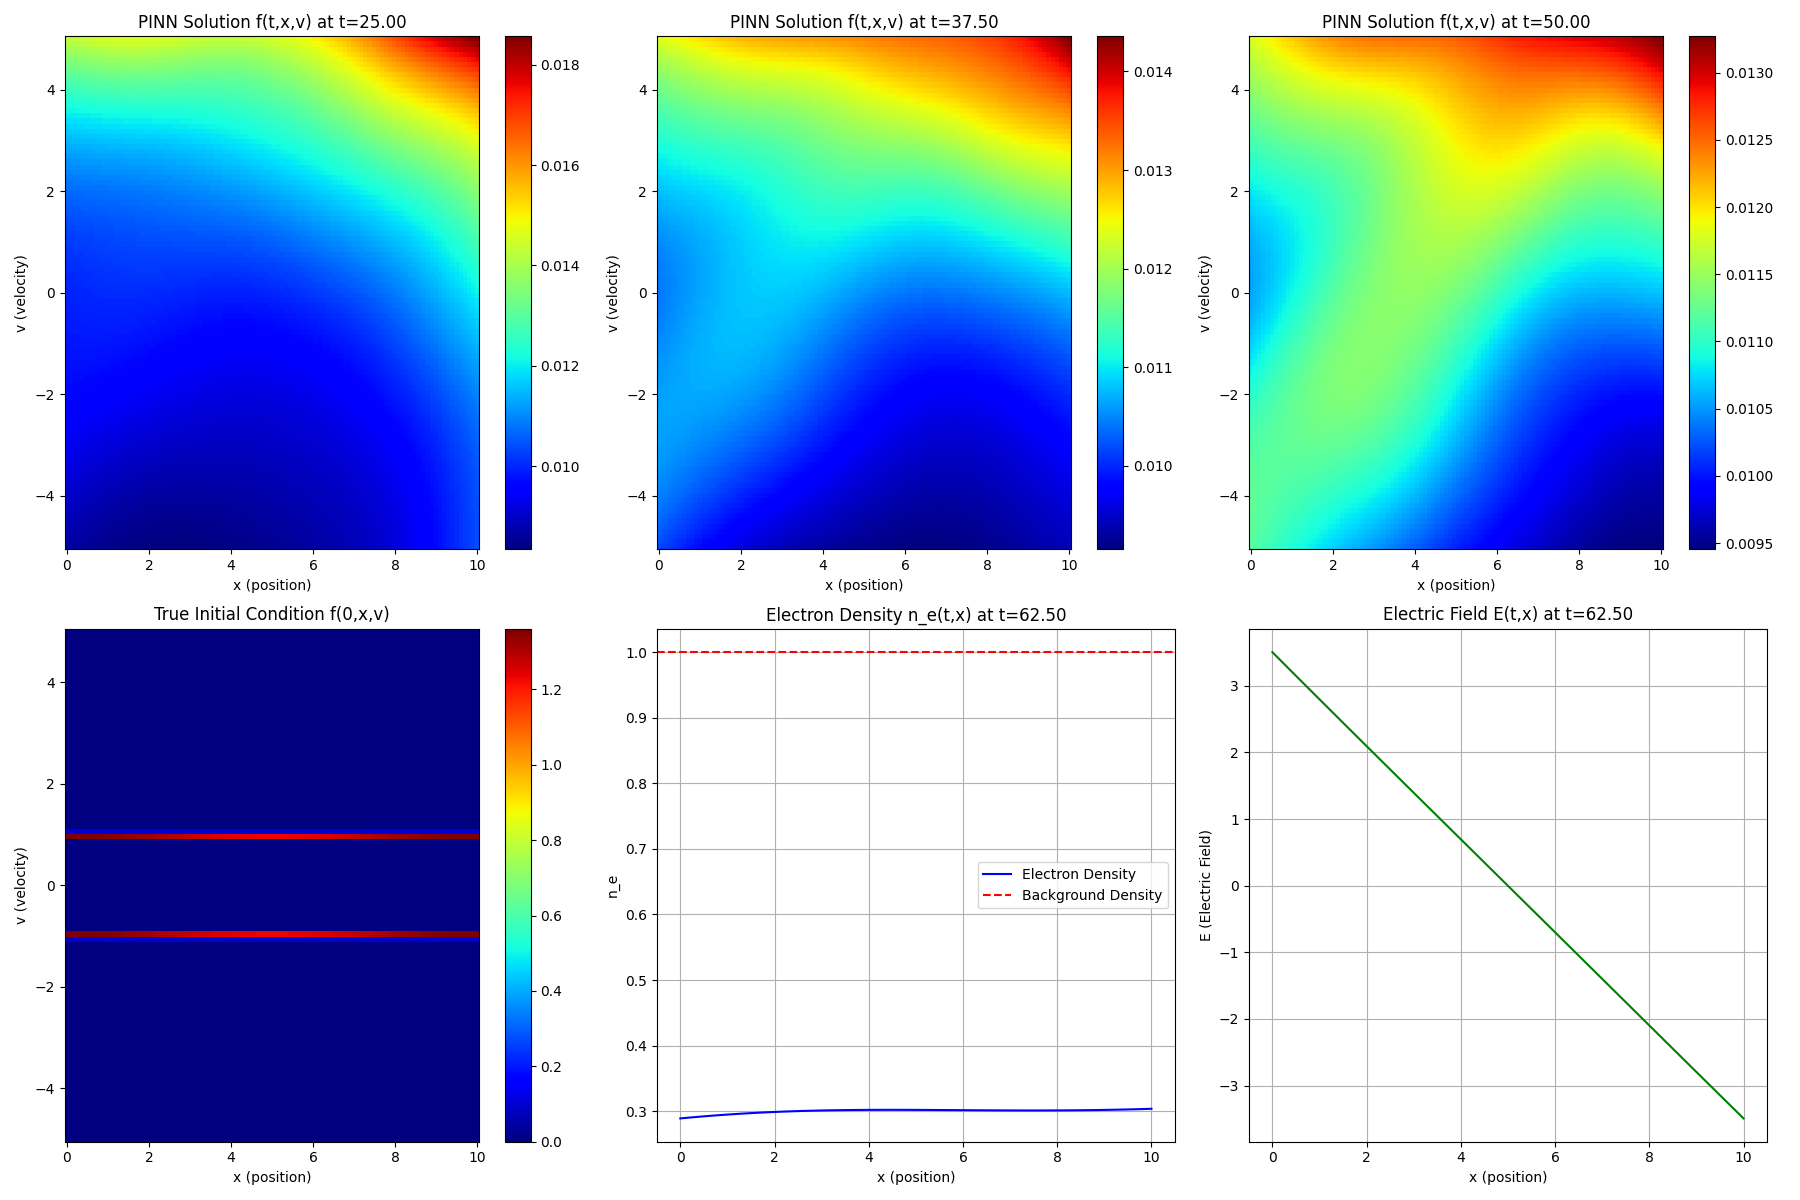 PINN Solution f(t,x,v) at t=25.00
4
2
0
−2
−4
v (velocity)
0 2 4 6 8 10
x (position)
0.018
0.016
0.014
0.012
0.010
PINN Solution f(t,x,v) at t=37.50
4
2
0
−2
−4
v (velocity)
0 2 4 6 8 10
x (position)
0.014
0.013
0.012
0.011
0.010
PINN Solution f(t,x,v) at t=50.00
4
2
0
−2
−4
v (velocity)
0 2 4 6 8 10
x (position)
0.0130
0.0125
0.0120
0.0115
0.0110
0.0105
0.0100
0.0095
True Initial Condition f(0,x,v)
4
2
0
−2
−4
v (velocity)
0 2 4 6 8 10
x (position)
1.2
1.0
0.8
0.6
0.4
0.2
0.0
Electron Density n_e(t,x) at t=62.50
1.0
0.9
0.8
0.7
0.6
0.5
0.4
0.3
n_e
Electron Density
Background Density
0 2 4 6 8 10
x (position)
Electric Field E(t,x) at t=62.50
3
2
1
0
−1
−2
−3
E (Electric Field)
0 2 4 6 8 10
x (position)